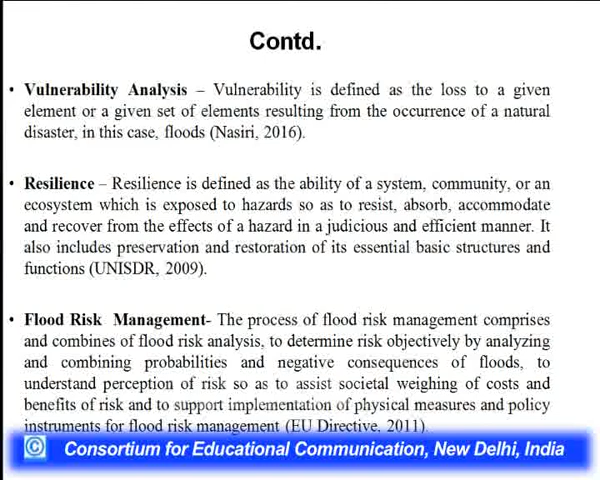 Contd.
• Vulnerability Analysis – Vulnerability is defined as the loss to a given
element or a given set of elements resulting from the occurrence of a natural
disaster, in this case, floods (Nasiri, 2016).
• Resilience – Resilience is defined as the ability of a system, community, or an
ecosystem which is exposed to hazards so as to resist, absorb, accommodate
and recover from the effects of a hazard in a judicious and efficient manner. It
also includes preservation and restoration of its essential basic structures and
functions (UNISDR, 2009).
• Flood Risk Management- The process of flood risk management comprises
and combines of flood risk analysis, to determine risk objectively by analyzing
and combining probabilities and negative consequences of floods, to
understand perception of risk so as to assist societal weighing of costs and
benefits of risk and to support implementation of physical measures and policy
instruments for flood risk management (EU Directive, 2011).
© Consortium for Educational Communication, New Delhi, India